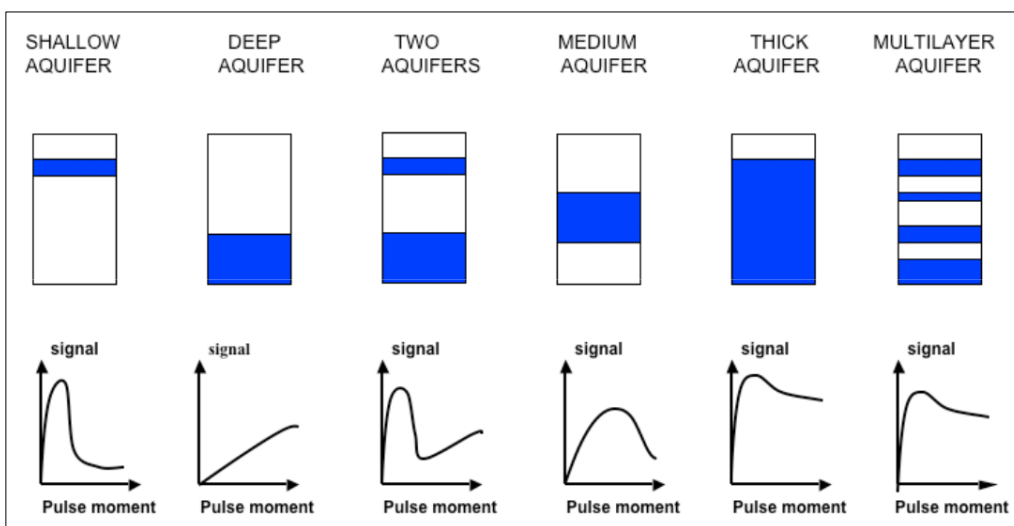 SHALLOW
AQUIFER
DEEP
AQUIFER
TWO
AQUIFERS
MEDIUM
AQUIFER
THICK
AQUIFER
MULTILAYER
AQUIFER
signal
Pulse moment
signal
Pulse moment
signal
Pulse moment
signal
Pulse moment
signal
Pulse moment
signal
Pulse moment